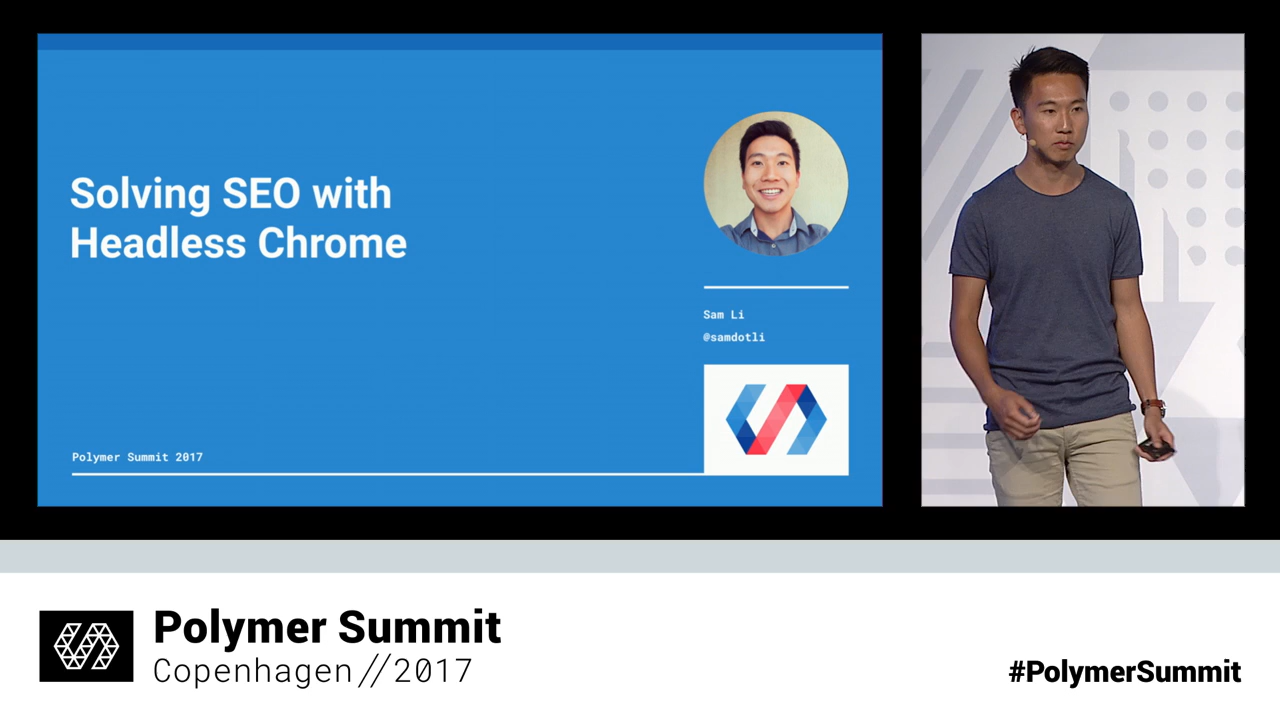 Solving SEO with
Headless Chrome
Sam Li
@samdotli
Polymer Summit 2017
Polymer Summit
Copenhagen//2017
#PolymerSummit